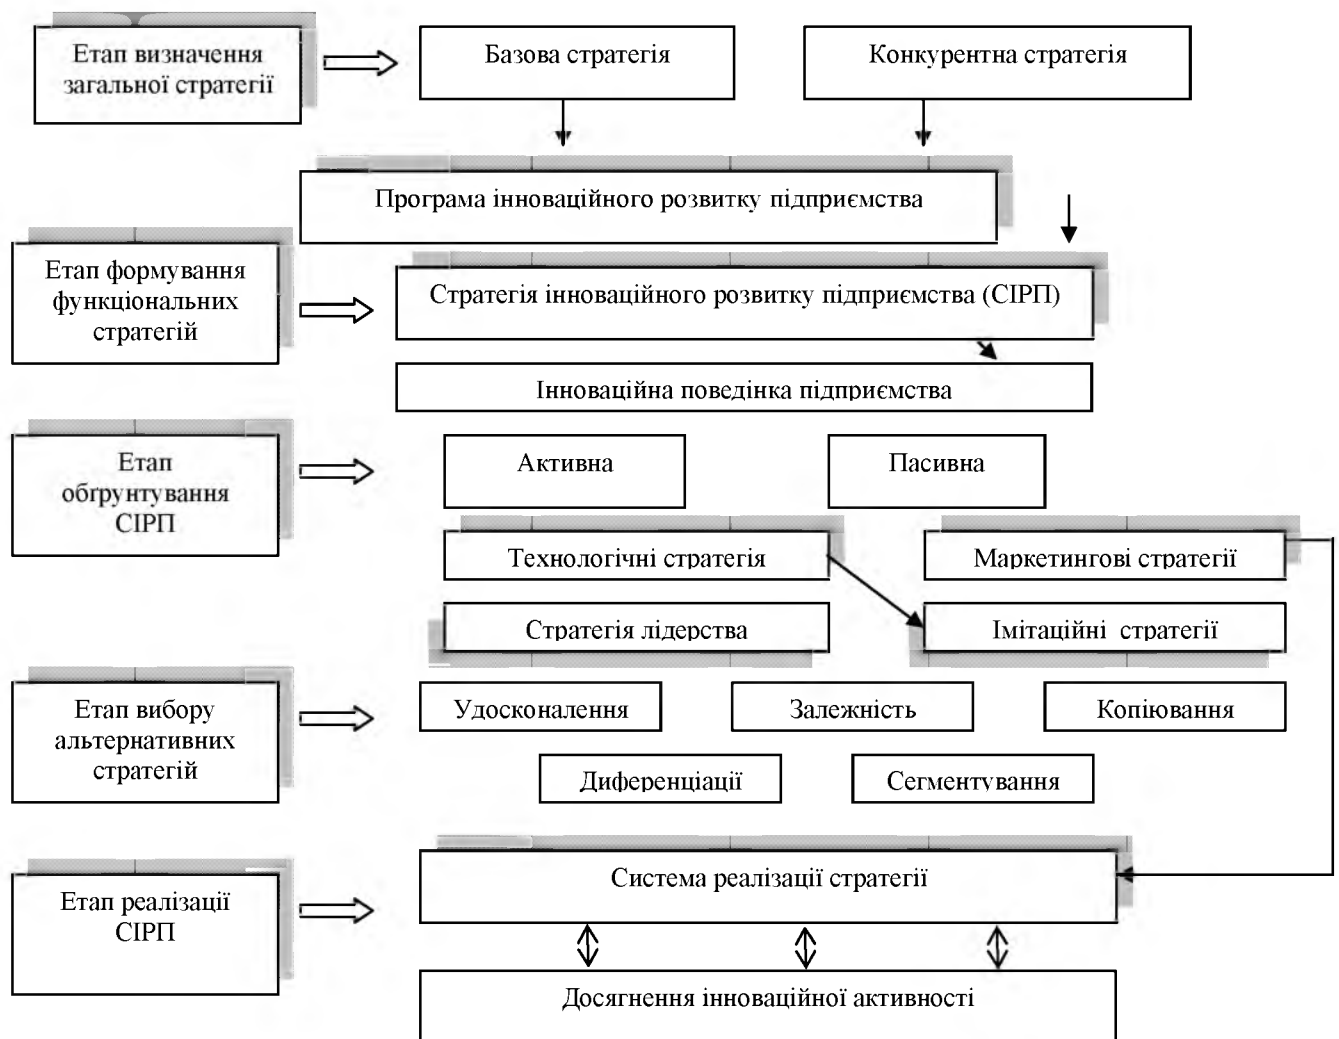 Етап визначення
загальної стратегії
Базова стратегія
Конкурентна стратегія
Програма інноваційного розвитку підприємства
Етап формування
функціональних
стратегій
Стратегія інноваційного розвитку підприємства (СІРП)
Інноваційна поведінка підприємства
Етап
обґрунтування
СІРП
Активна
Пасивна
Технологічні стратегія
Маркетингові стратегії
Стратегія лідерства
Імітаційні стратегії
Етап вибору
альтернативних
стратегій
Удосконалення
Залежність
Копіювання
Диференціації
Сегментування
Етап реалізації
СІРП
Система реалізації стратегії
Досягнення інноваційної активності